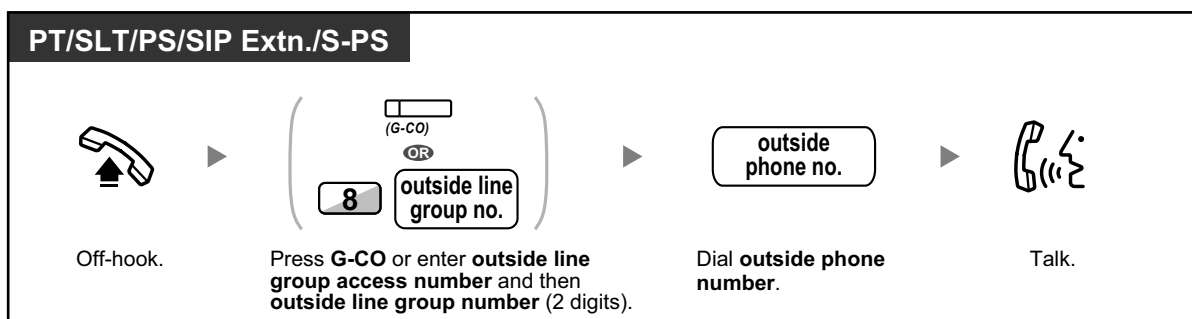 PT/SLT/PS/SIP Extn./S-PS
(G-CO)
OR
8
outside line
group no.
outside
phone no.
Off-hook.
Press G-CO or enter outside line
group access number and then
outside line group number (2 digits).
Dial outside phone
number.
Talk.